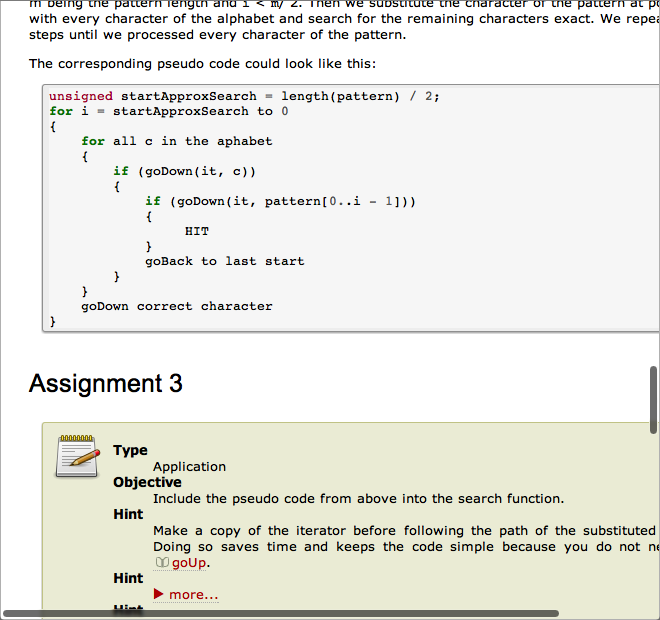 m being the pattern length and i < m/ 2. Then we substitute the character of the pattern at
with every character of the alphabet and search for the remaining characters exact. We
steps until we processed every character of the pattern.
The corresponding pseudo code could look like this:
unsigned startApproxSearch = length(pattern) / 2;
for i = startApproxSearch to 0
{
for all c in the aphabet
{
if (goDown(it, c))
{
if (goDown(it, pattern[0..i - 1]))
{
HIT
}
goBack to last start
}
}
goDown correct character
}
Assignment 3
Type
Application
Objective
Include the pseudo code from above into the search function.
Hint
Make a copy of the iterator before following the path of the substituted
Doing so saves time and keeps the code simple because you do not
goUp.
Hint
more...
Hint